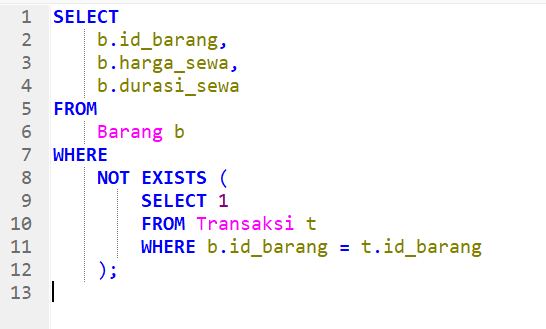 1 SELECT
2     b.id_barang,
3     b.harga_sewa,
4     b.durasi_sewa
5 FROM
6     Barang b
7 WHERE
8     NOT EXISTS (
9         SELECT 1
10         FROM Transaksi t
11         WHERE b.id_barang = t.id_barang
12     );
13